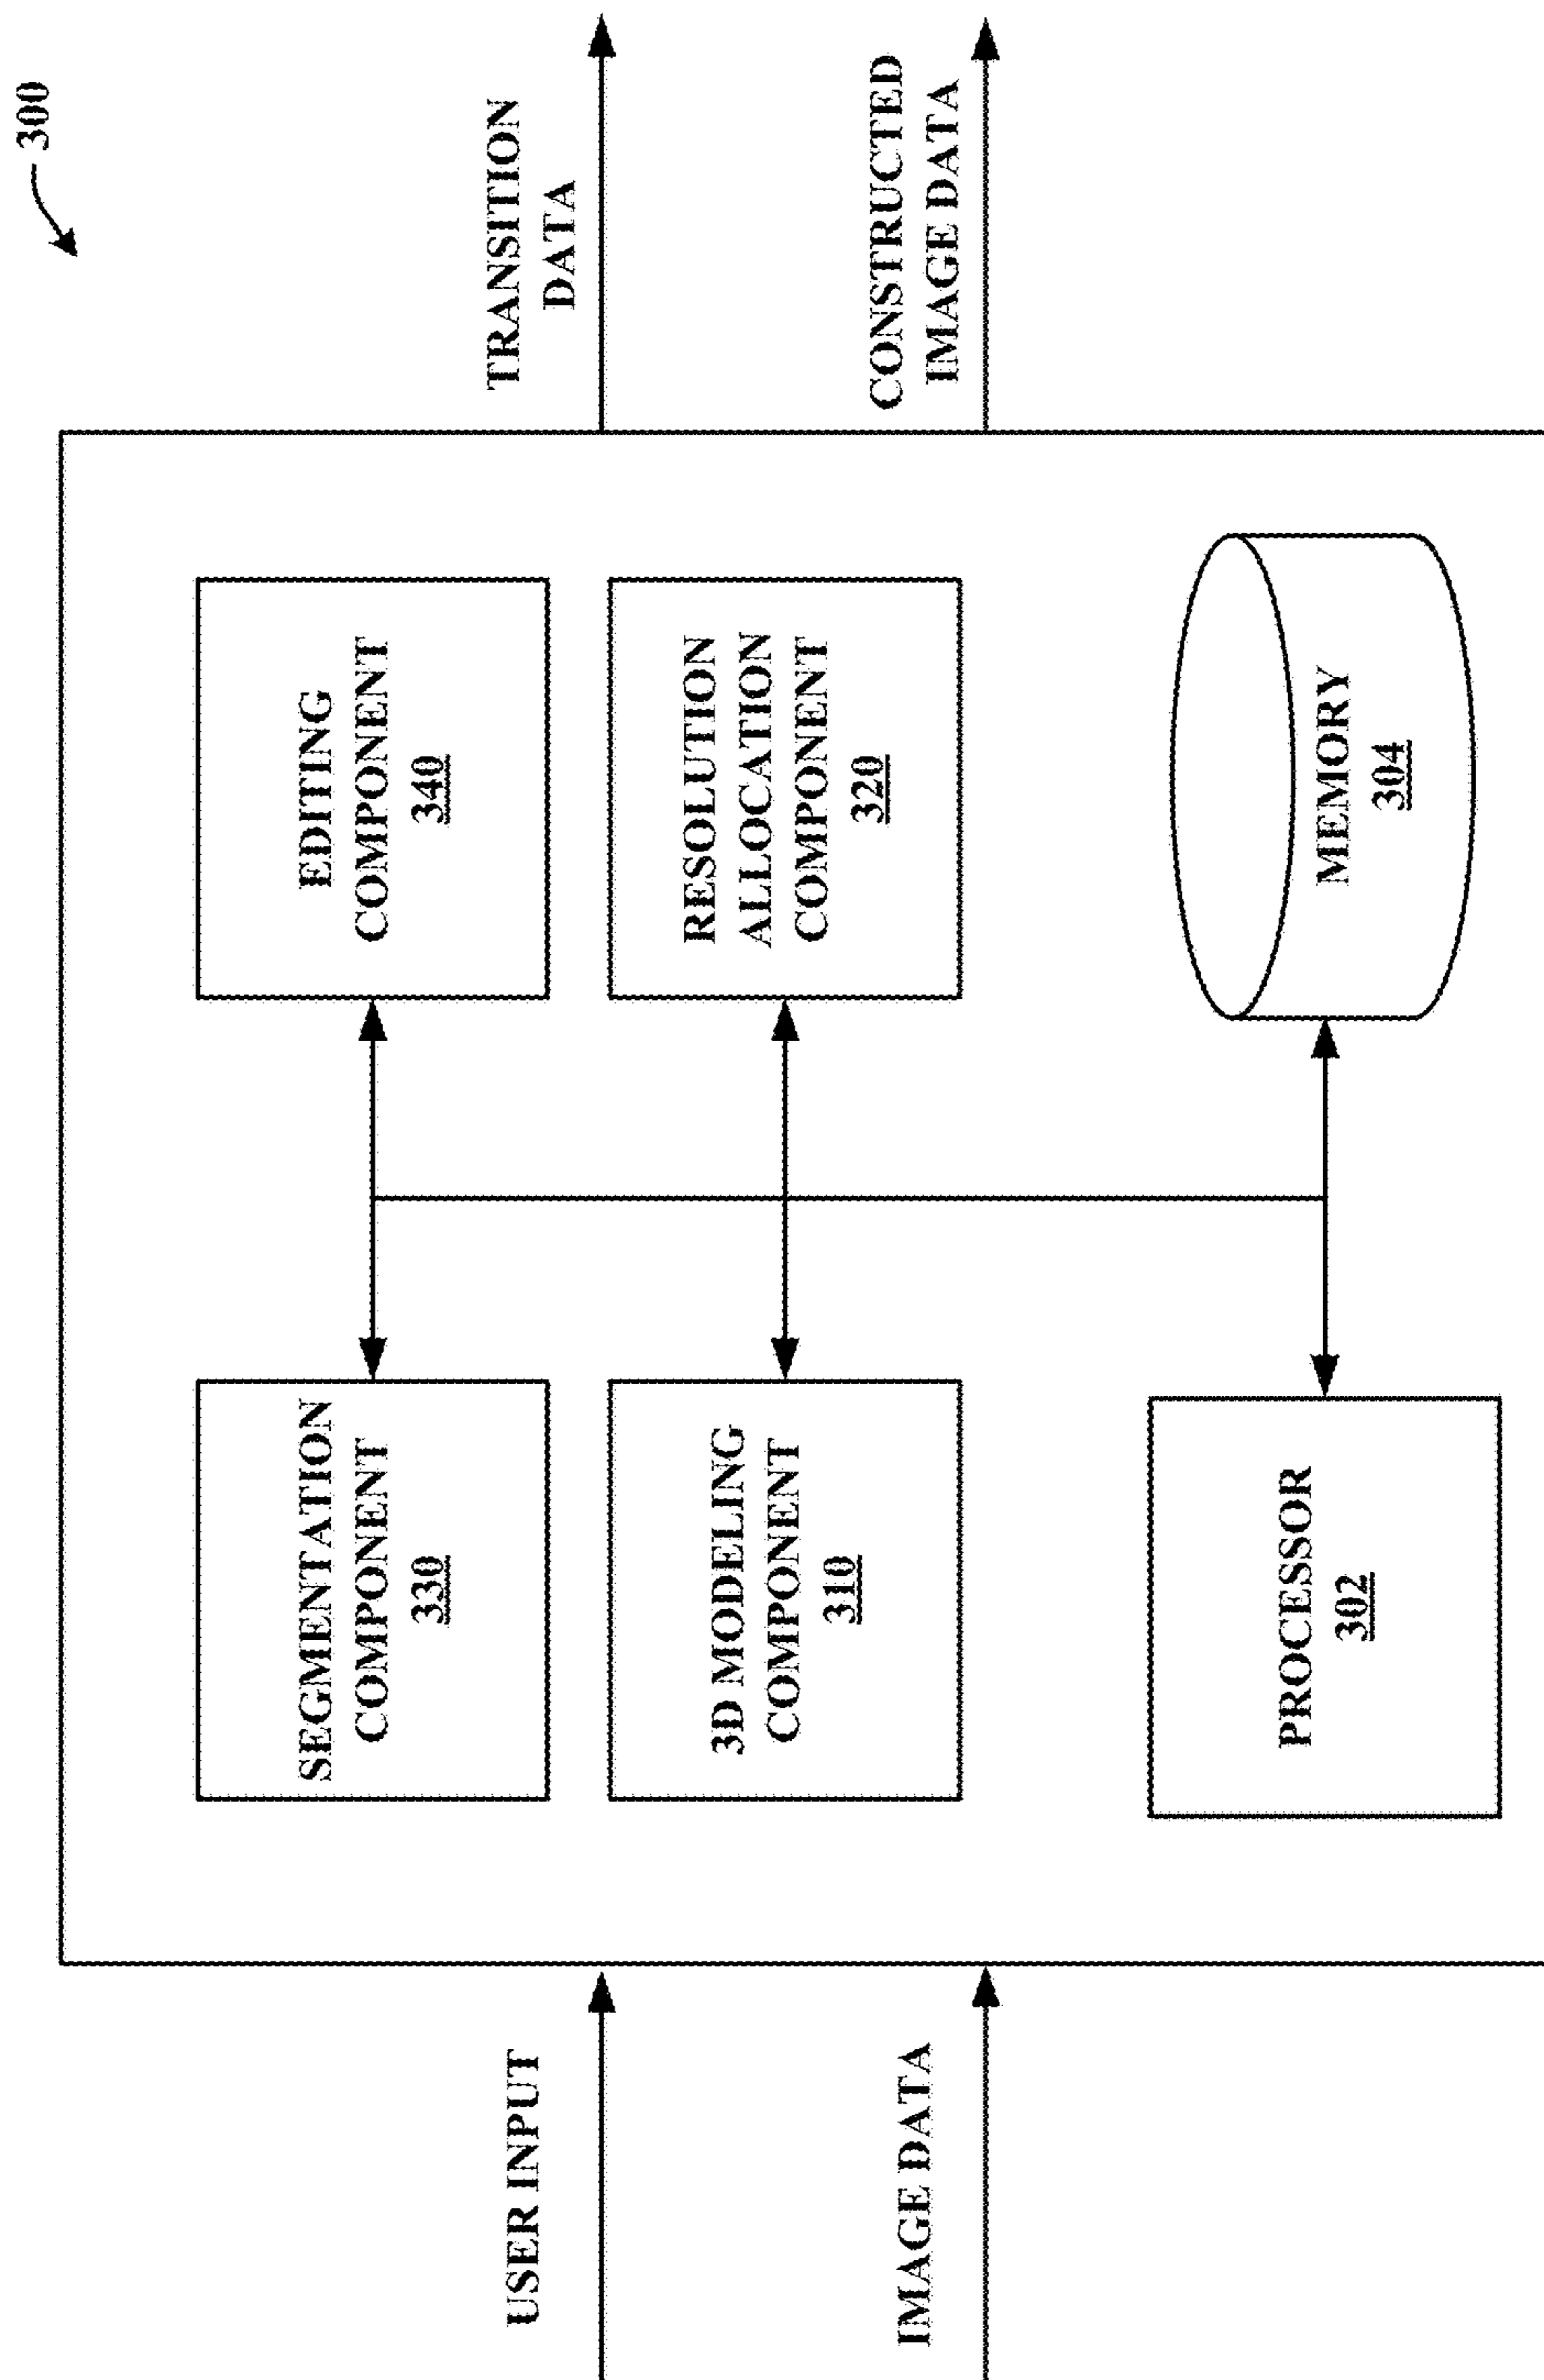 300
USER INPUT
IMAGE DATA
SEGMENTATION
COMPONENT
330
EDITING
COMPONENT
340
3D MODELING
COMPONENT
310
RESOLUTION
ALLOCATION
COMPONENT
320
PROCESSOR
302
MEMORY
304
TRANSITION
DATA
CONSTRUCTED
IMAGE DATA